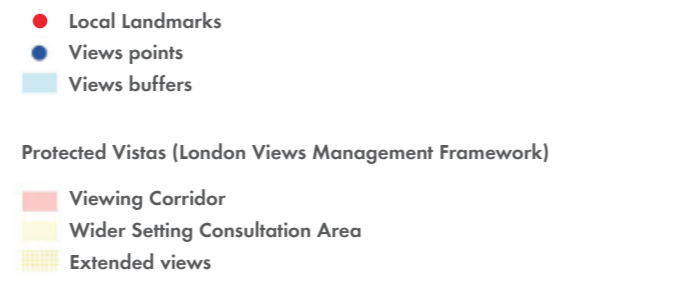 Local Landmarks
Views points
Views buffers
Protected Vistas (London Views Management Framework)
Viewing Corridor
Wider Setting Consultation Area
Extended views